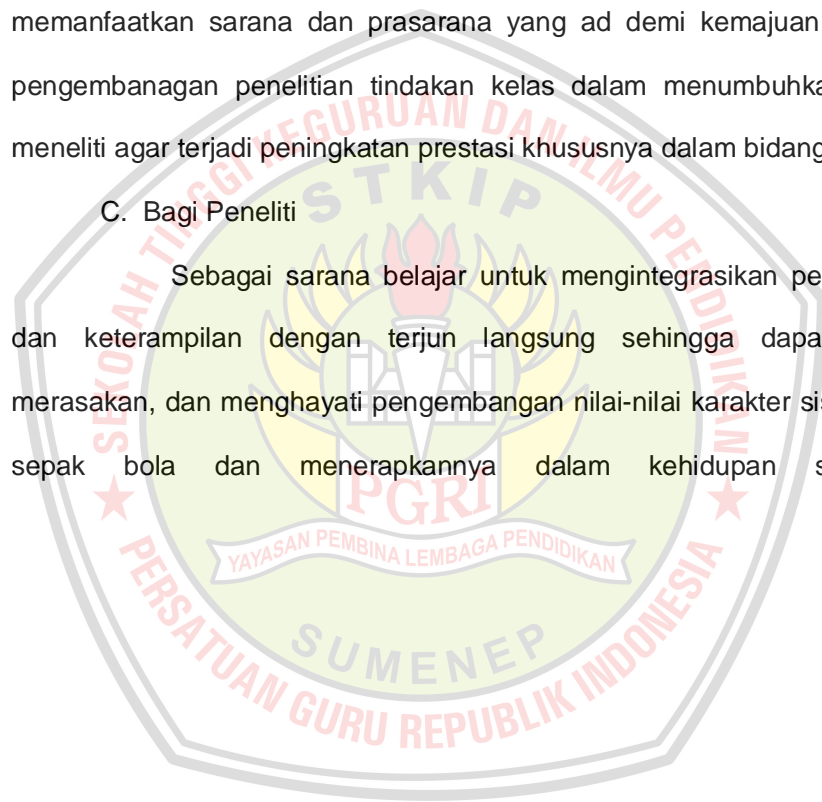 memanfaatkan sarana dan prasarana yang ad demi kemajuan
pengembanagan penelitian tindakan kelas dalam menumbuhka
meneliti agar terjadi peningkatan prestasi khususnya dalam bidang
C. Bagi Peneliti
Sebagai sarana belajar untuk mengintegrasikan pe
dan keterampilan dengan terjun langsung sehingga dapa
merasakan, dan menghayati pengembangan nilai-nilai karakter sis
sepak bola dan menerapkannya dalam kehidupan s
SEKOLAH TINGGI KEGURUAN DAN ILMU PENDIDIKAN
STKIP
PGRI
YAYASAN PEMBINA LEMBAGA PENDIDIKAN
SUMENEP
PERSATUAN GURU REPUBLIK INDONESIA